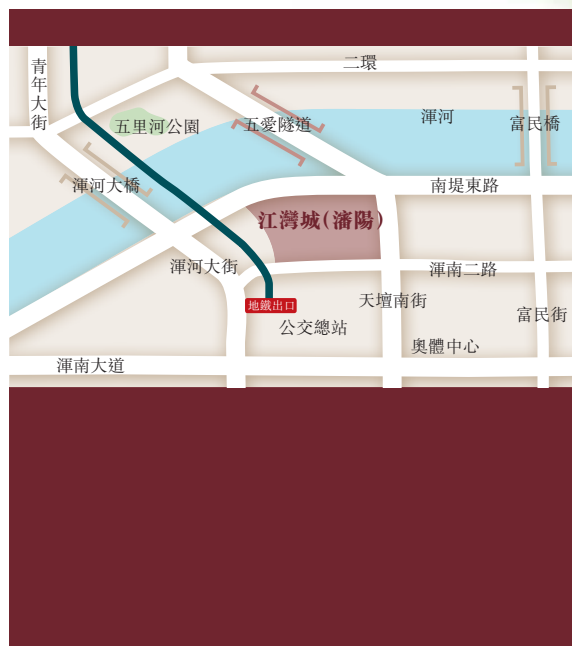 二環
青年大街
五里河公園
五愛隧道
渾河
富民橋
渾河大橋
南堤東路
江灣城(瀋陽)
渾河大街
渾南二路
地鐵出口
天壇南街
富民街
公交總站
奧體中心
渾南大道